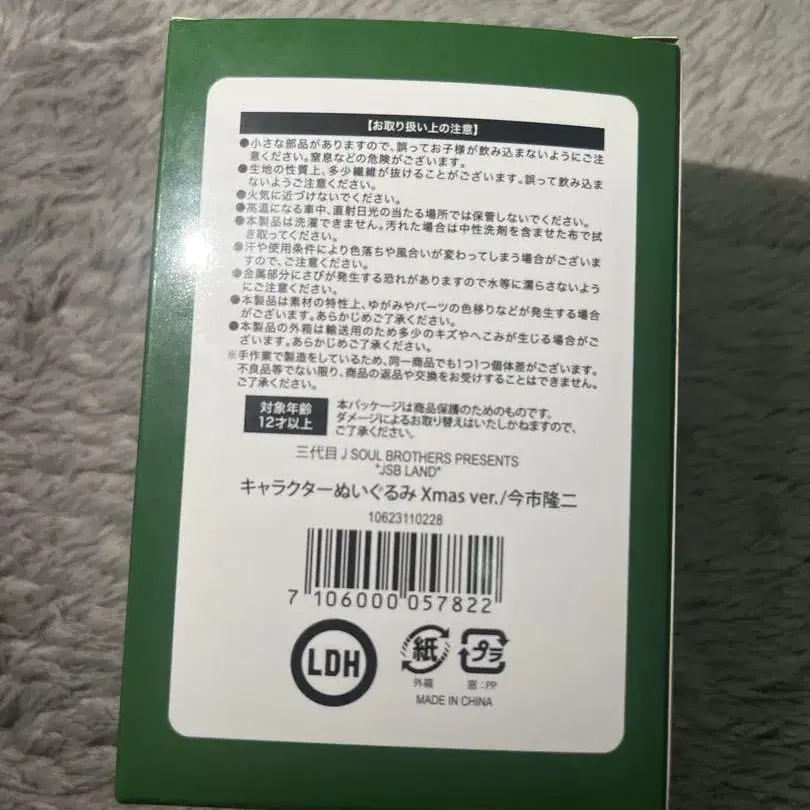 【お取り扱い上の注意】
●小さな部品がありますので、誤ってお子様が飲み込まないようにご注
意ください。窒息などの危険がございます。
●生地の性質上、多少繊維が抜けることがございます。誤って飲み込ま
ないようご注意ください。
●火気に近づけないでください。
●高温になる車中、直射日光の当たる場所では保管しないでください。
●本製品は洗濯できません。汚れた場合は中性洗剤を含ませた布で拭
き取ってください。
●汗や使用条件により色落ちや風合いが変わってしまう場合がございま
すので、ご注意ください。
●金属部分にさびが発生する恐れがありますので水等に濡らさないよう
にご注意ください。
●本製品は素材の特性上、ゆがみやパーツの色移りなどが発生する場合
がございます。あらかじめご了承ください。
●本製品の外箱は輸送用のため多少のキズやへこみが生じる場合がご
ざいます。あらかじめご了承ください。
※手作業で製造をしているため、同一商品でも1つ1つ個体差がございます。
不良品等でない限り、商品の返品や交換をお受けすることはできません。
ご了承ください。
対象年齢
12才以上
本パッケージは商品保護のためのものです。
ダメージによるお取り替えはいたしかねますので、
ご了承ください。
三代目 J SOUL BROTHERS PRESENTS
"JSB LAND"
キャラクターぬいぐるみ Xmas ver./今市隆二
10623110228
7 106000 057822
LDH
紙
外箱
プラ
窓:PP
MADE IN CHINA